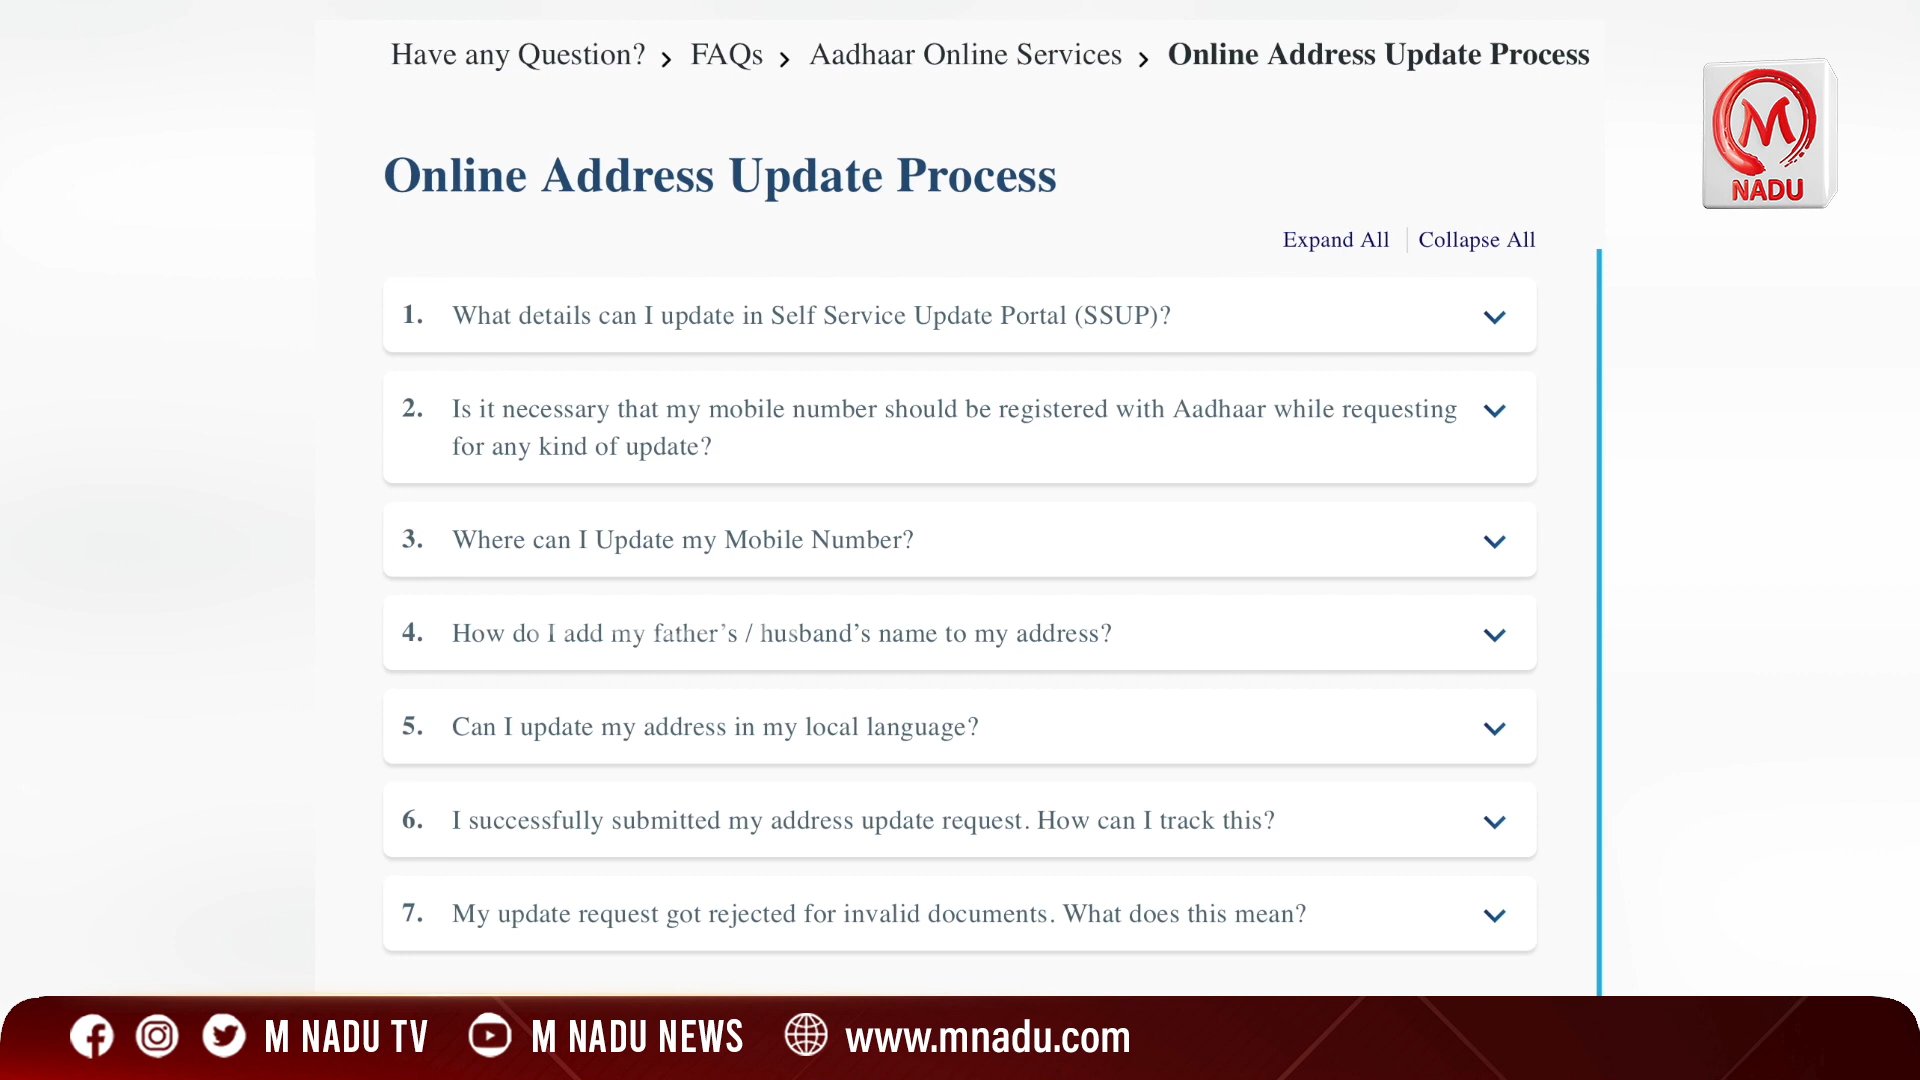 Have any Question? > FAQs > Aadhaar Online Services > Online Address Update Process
M
NADU
Online Address Update Process
Expand All | Collapse All
1. What details can I update in Self Service Update Portal (SSUP)?
2. Is it necessary that my mobile number should be registered with Aadhaar while requesting
for any kind of update?
3. Where can I Update my Mobile Number?
4. How do I add my father’s / husband’s name to my address?
5. Can I update my address in my local language?
6. I successfully submitted my address update request. How can I track this?
7. My update request got rejected for invalid documents. What does this mean?
M NADU TV M NADU NEWS www.mnadu.com